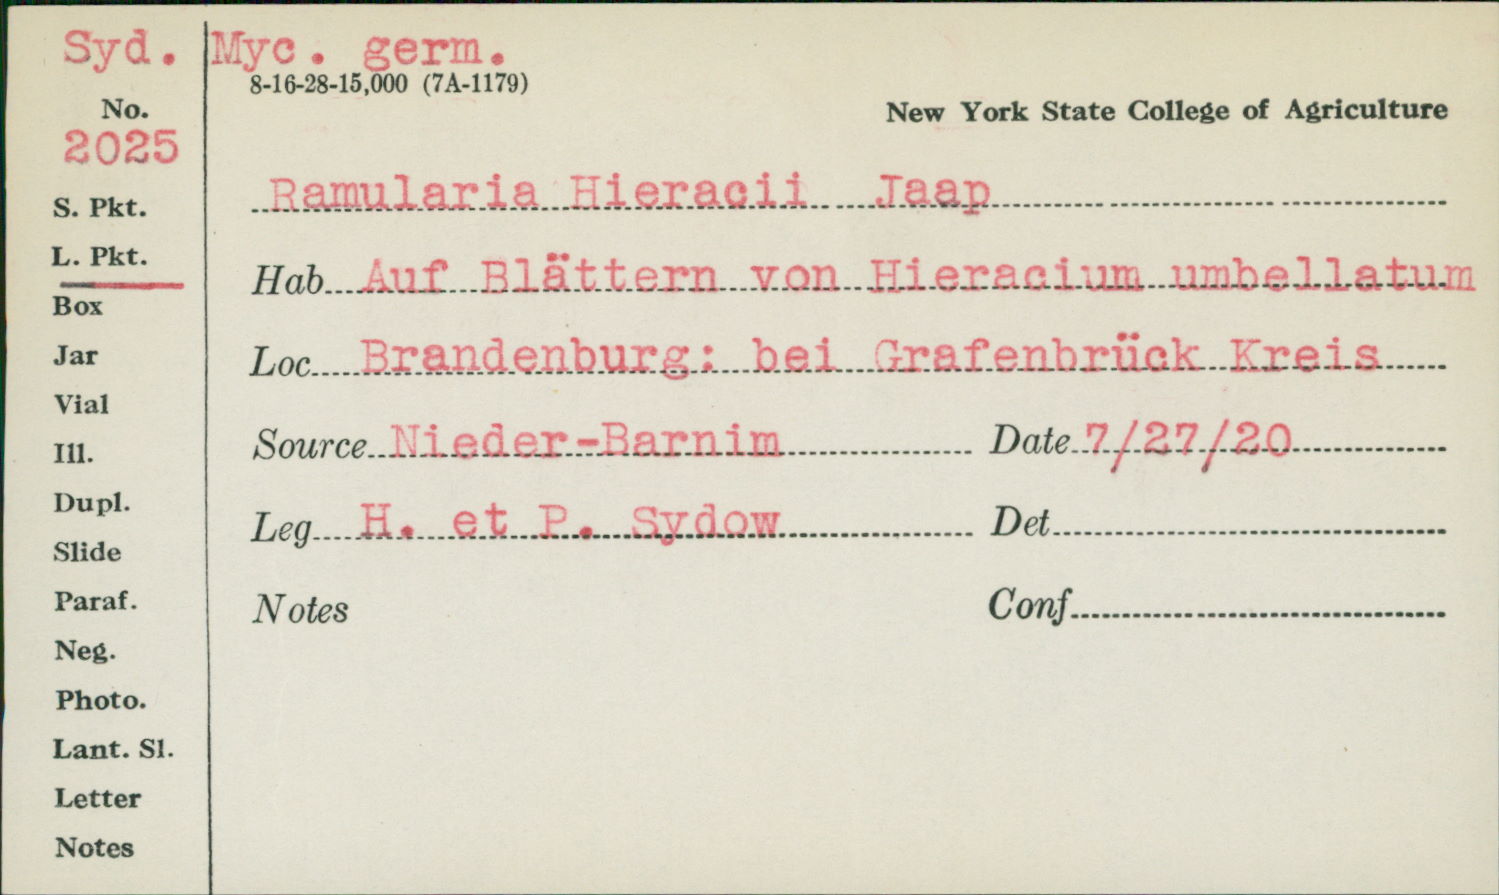 Syd. Myc. germ.
8-16-28-15,000 (7A-1179)
No.
New York State College of Agriculture
2025
Ramularia Hieracii Jaap
S. Pkt.
L. Pkt.
Hab Auf Blättern von Hieracium umbellatum
Box
Jar
Loc Brandenburg: bei Grafenbrück Kreis
Vial
Ill.
Source Nieder-Barnim Date 7/27/20
Dupl.
Leg H. et P. Sydow Det
Slide
Paraf.
Notes Conf
Neg.
Photo.
Lant. Sl.
Letter
Notes